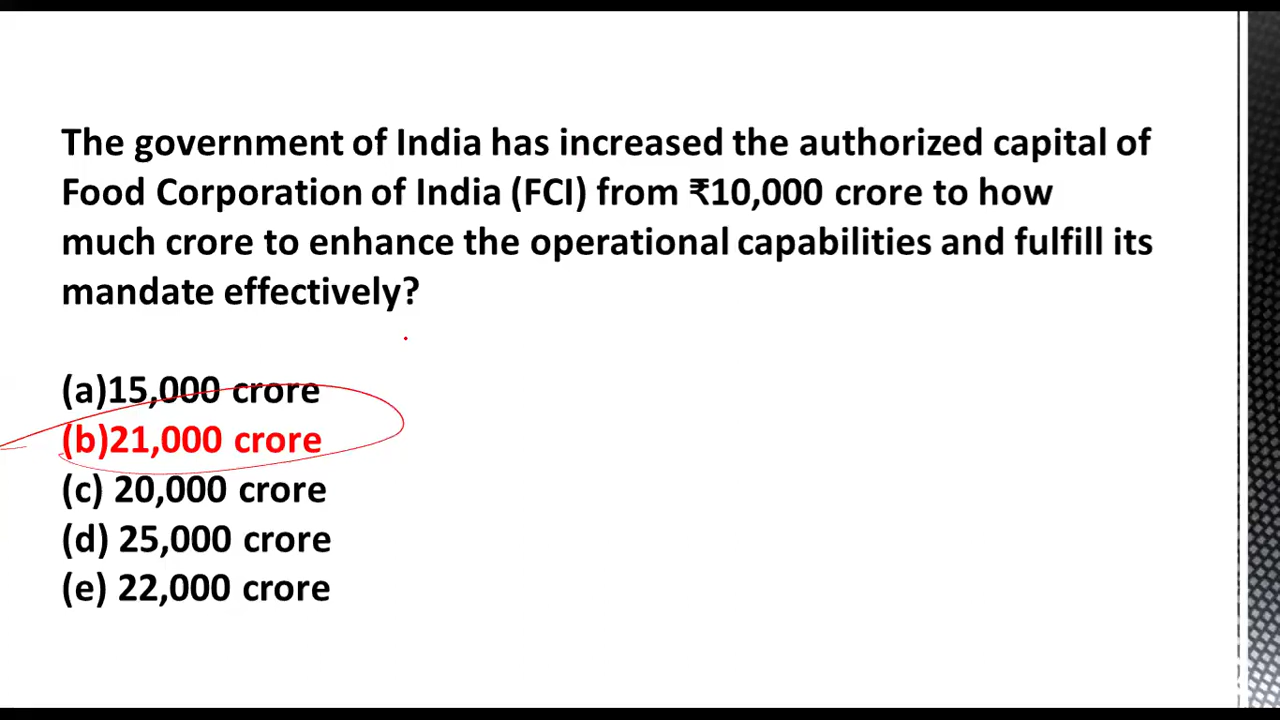 The government of India has increased the authorized capital of
Food Corporation of India (FCI) from ₹10,000 crore to how
much crore to enhance the operational capabilities and fulfill its
mandate effectively?
(a)15,000 crore
(b)21,000 crore
(c) 20,000 crore
(d) 25,000 crore
(e) 22,000 crore